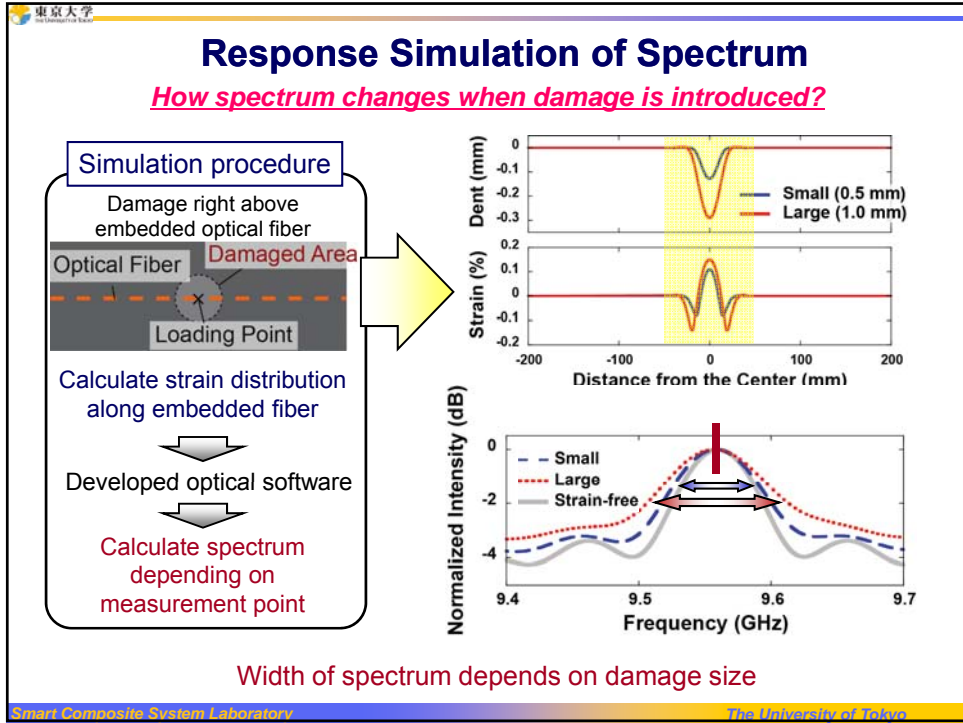 東京大学
THE UNIVERSITY OF TOKYO
Response Simulation of Spectrum
How spectrum changes when damage is introduced?
Simulation procedure
Damage right above
embedded optical fiber
Optical Fiber
Damaged Area
Loading Point
Calculate strain distribution
along embedded fiber
Developed optical software
Calculate spectrum
depending on
measurement point
Dent (mm)
0
-0.1
-0.2
-0.3
Small (0.5 mm)
Large (1.0 mm)
Strain (%)
0.2
0.1
0
-0.1
-0.2
-200
-100
0
100
200
Distance from the Center (mm)
Normalized Intensity (dB)
0
-2
-4
Small
Large
Strain-free
9.4
9.5
9.6
9.7
Frequency (GHz)
Width of spectrum depends on damage size
Smart Composite System Laboratory
The University of Tokyo